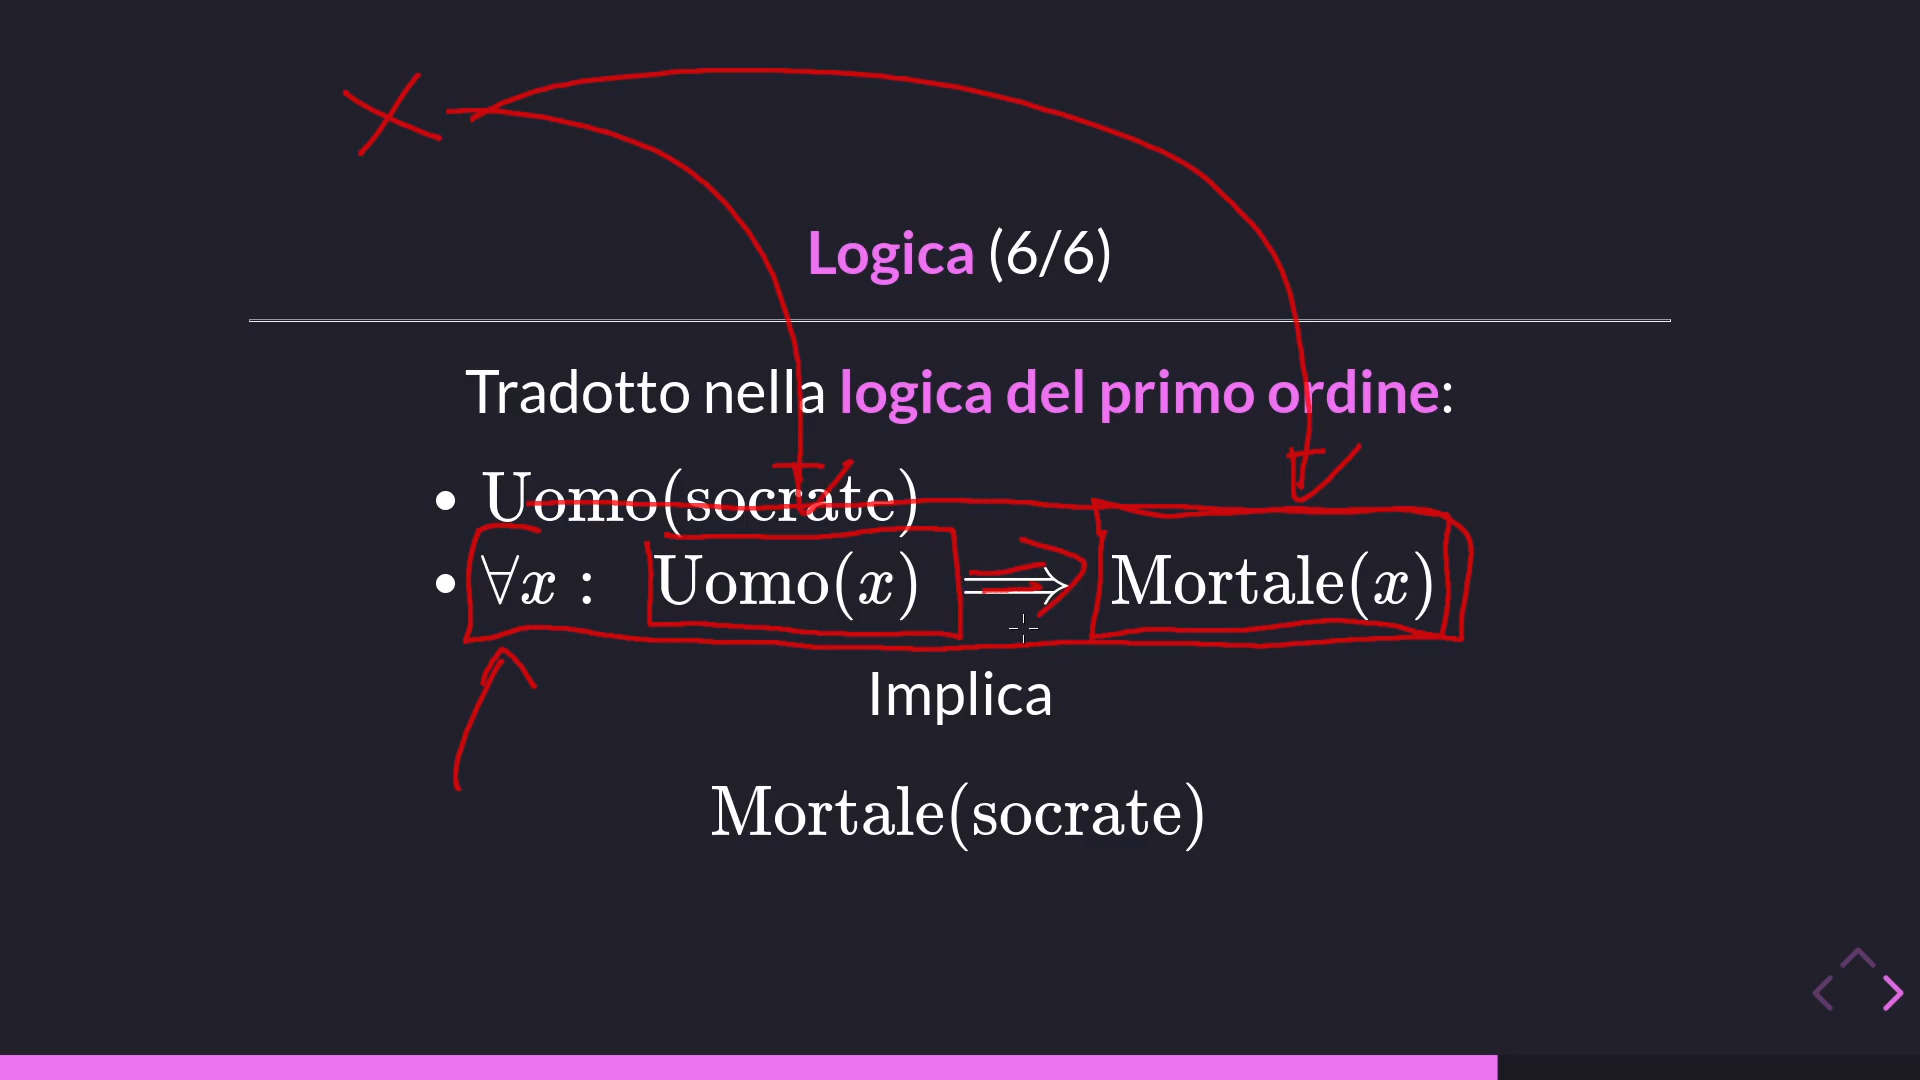 X
Logica (6/6)
Tradotto nella logica del primo ordine:
• Uomo(socrate)
• ∀x : Uomo(x) ⟹ Mortale(x)
Implica
Mortale(socrate)